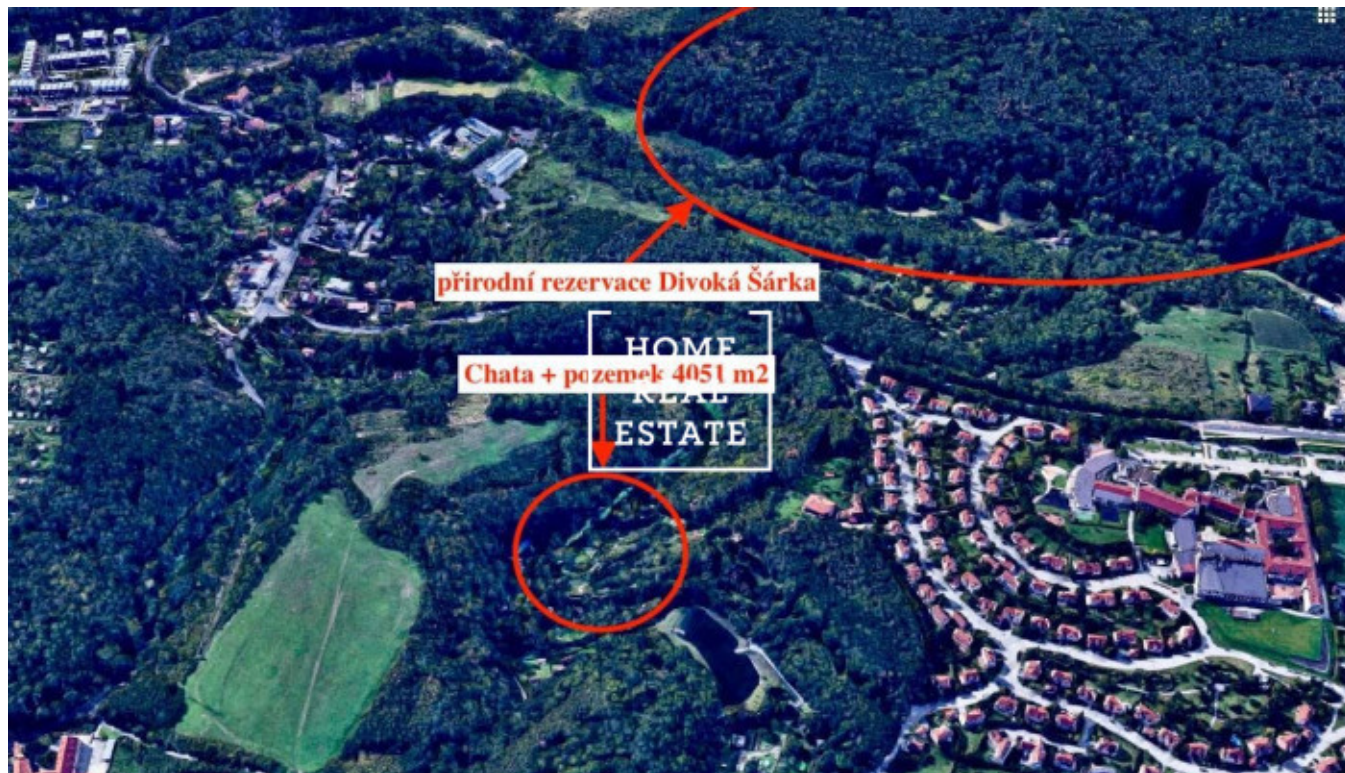 přirodní rezervace Divoká Šárka
HOME
Chata + pozemek 4051 m2
REAL
ESTATE